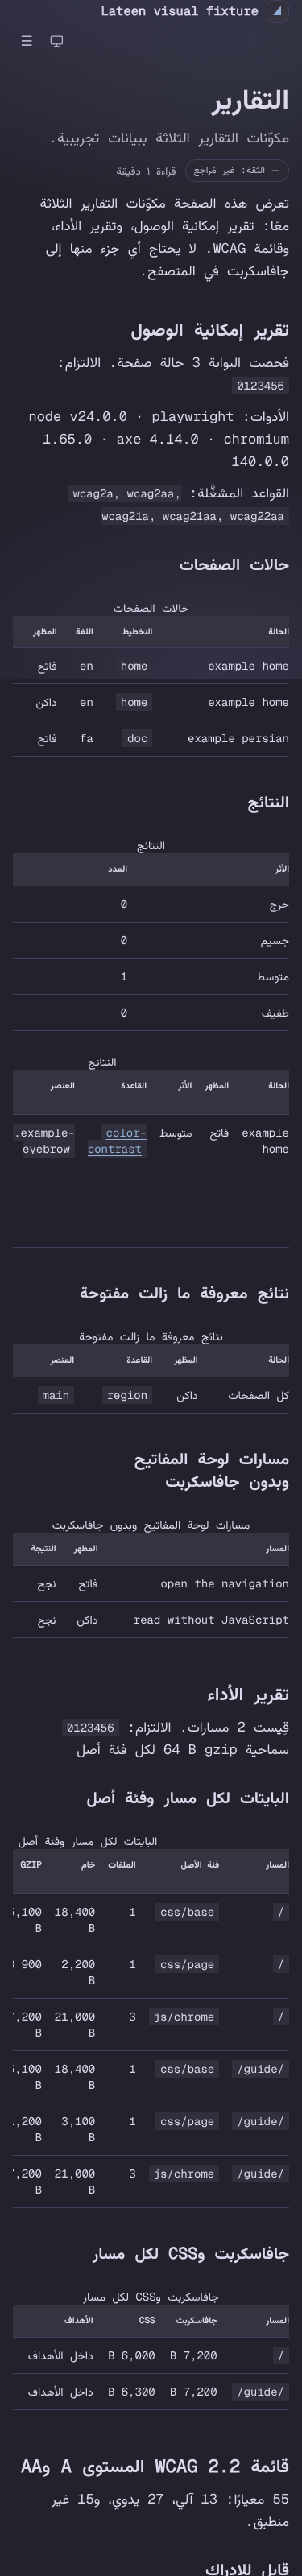 Lateen visual fixture
التقارير
مكوّنات التقارير الثلاثة ببيانات تجريبية.
— الثقة: غير مُراجَع
قراءة ١ دقيقة
تعرض هذه الصفحة مكوّنات التقارير الثلاثة
معًا: تقرير إمكانية الوصول، وتقرير الأداء،
وقائمة WCAG. لا يحتاج أي جزء منها إلى
جافاسكربت في المتصفح.
تقرير إمكانية الوصول
فحصت البوابة 3 حالة صفحة. الالتزام:
0123456
الأدوات: node v24.0.0 · playwright
1.65.0 · axe 4.14.0 · chromium
140.0.0
القواعد المشغَّلة: wcag2a, wcag2aa,
wcag21a, wcag21aa, wcag22aa
حالات الصفحات
حالات الصفحات
الحالة التخطيط اللغة المظهر
example home home en فاتح
example home home en داكن
example persian doc fa فاتح
النتائج
النتائج
الأثر العدد
حرج 0
جسيم 0
متوسط 1
طفيف 0
النتائج
الحالة المظهر الأثر القاعدة العنصر
example فاتح متوسط color- .example-
home contrast eyebrow
نتائج معروفة ما زالت مفتوحة
نتائج معروفة ما زالت مفتوحة
الحالة المظهر القاعدة العنصر
كل الصفحات داكن region main
مسارات لوحة المفاتيح
وبدون جافاسكربت
مسارات لوحة المفاتيح وبدون جافاسكربت
المسار المظهر النتيجة
open the navigation فاتح نجح
read without JavaScript داكن نجح
تقرير الأداء
قِيست 2 مسارات. الالتزام: 0123456
سماحية 64 B gzip لكل فئة أصل
البايتات لكل مسار وفئة أصل
البايتات لكل مسار وفئة أصل
المسار فئة الأصل الملفات خام GZIP
/ css/base 1 18,400 ,100
B B
/ css/page 1 2,200 900
B
/ js/chrome 3 21,000 ,200
B B
/guide/ css/base 1 18,400 ,100
B B
/guide/ css/page 1 3,100 ,200
B B
/guide/ js/chrome 3 21,000 ,200
B B
جافاسكربت وCSS لكل مسار
جافاسكربت وCSS لكل مسار
المسار جافاسكربت CSS الأهداف
/ 7,200 B 6,000 B داخل الأهداف
/guide/ 7,200 B 6,300 B داخل الأهداف
قائمة WCAG 2.2 المستوى A وAA
55 معيارًا: 13 آلي، 27 يدوي، و15 غير
منطبق.
قابل للإدراك